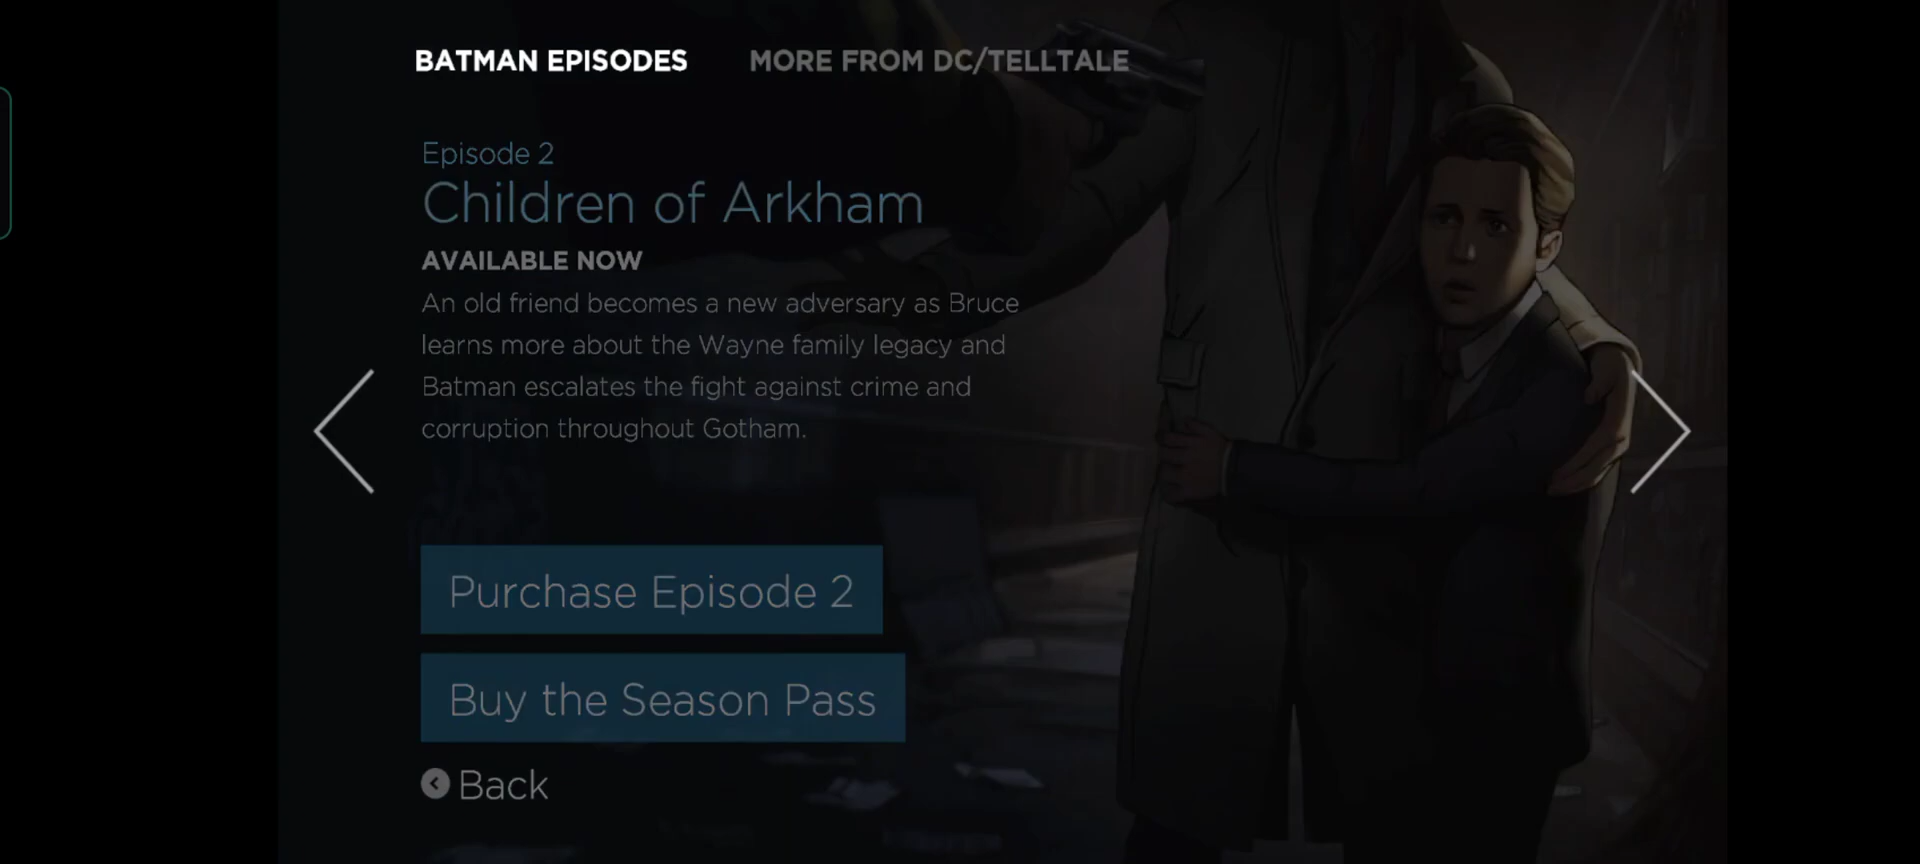 BATMAN EPISODES
MORE FROM DC/TELLTALE
Episode 2
Children of Arkham
AVAILABLE NOW
An old friend becomes a new adversary as Bruce
learns more about the Wayne family legacy and
Batman escalates the fight against crime and
corruption throughout Gotham.
Purchase Episode 2
Buy the Season Pass
Back